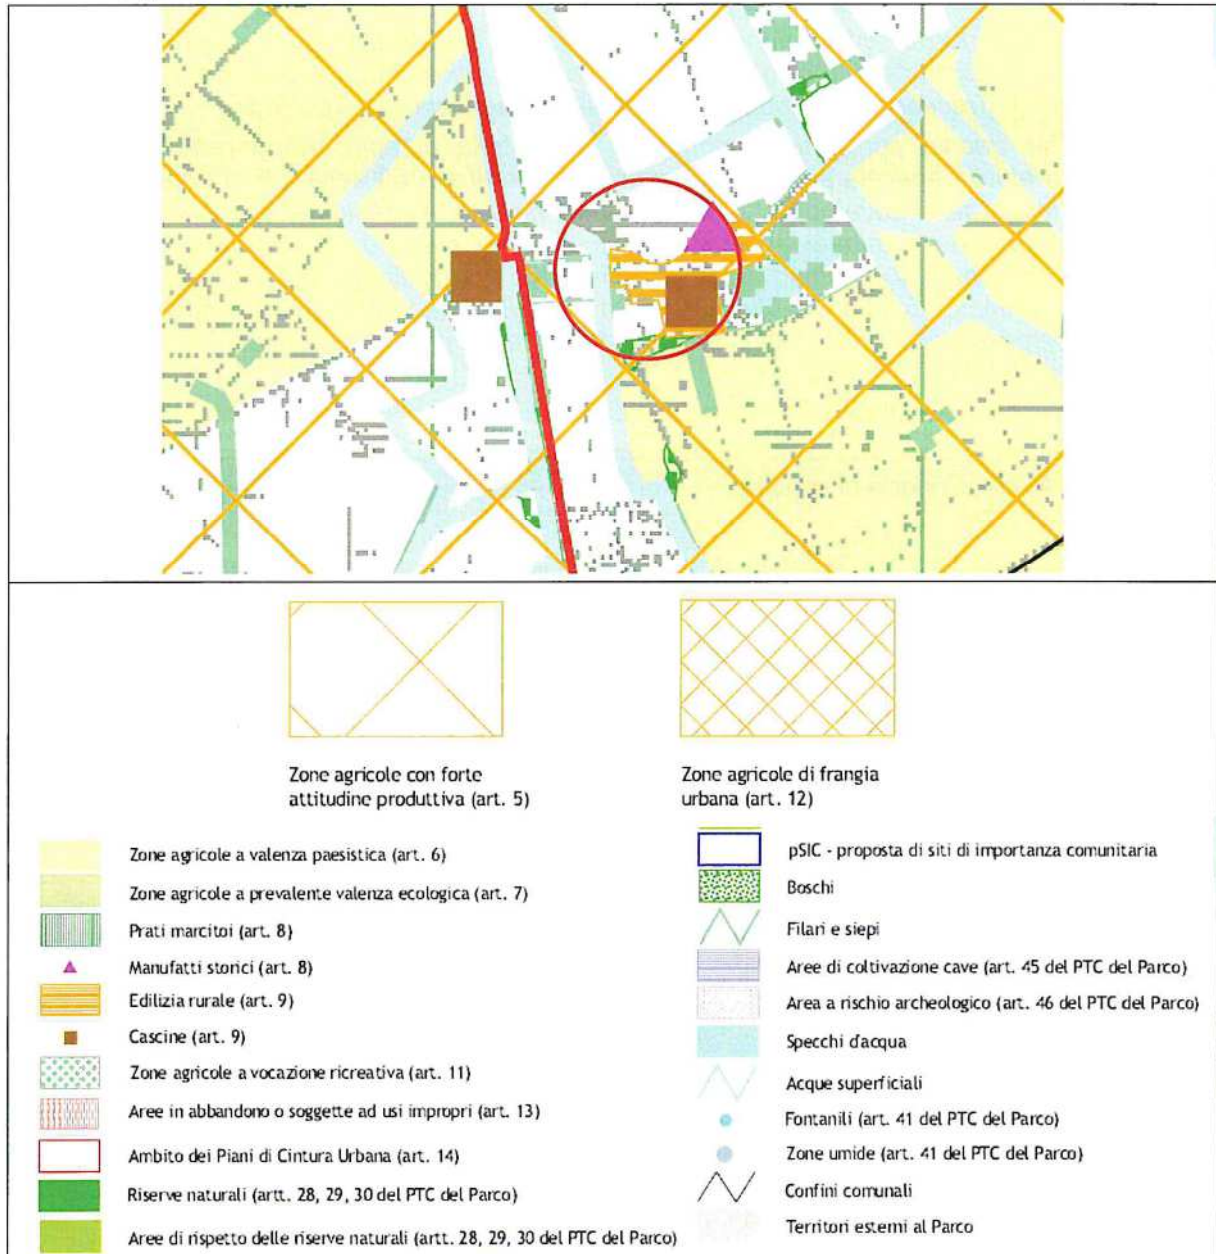 Zone agricole con forte
attitudine produttiva (art. 5)
Zone agricole di frangia
urbana (art. 12)
Zone agricole a valenza paesistica (art. 6)
Zone agricole a prevalente valenza ecologica (art. 7)
Prati marcitoi (art. 8)
Manufatti storici (art. 8)
Edilizia rurale (art. 9)
Cascine (art. 9)
Zone agricole a vocazione ricreativa (art. 11)
Aree in abbandono o soggette ad usi impropri (art. 13)
Ambito dei Piani di Cintura Urbana (art. 14)
Riserve naturali (artt. 28, 29, 30 del PTC del Parco)
Aree di rispetto delle riserve naturali (artt. 28, 29, 30 del PTC del Parco)
pSIC - proposta di siti di importanza comunitaria
Boschi
Filari e siepi
Aree di coltivazione cave (art. 45 del PTC del Parco)
Area a rischio archeologico (art. 46 del PTC del Parco)
Specchi d'acqua
Acque superficiali
Fontanili (art. 41 del PTC del Parco)
Zone umide (art. 41 del PTC del Parco)
Confini comunali
Territori esterni al Parco